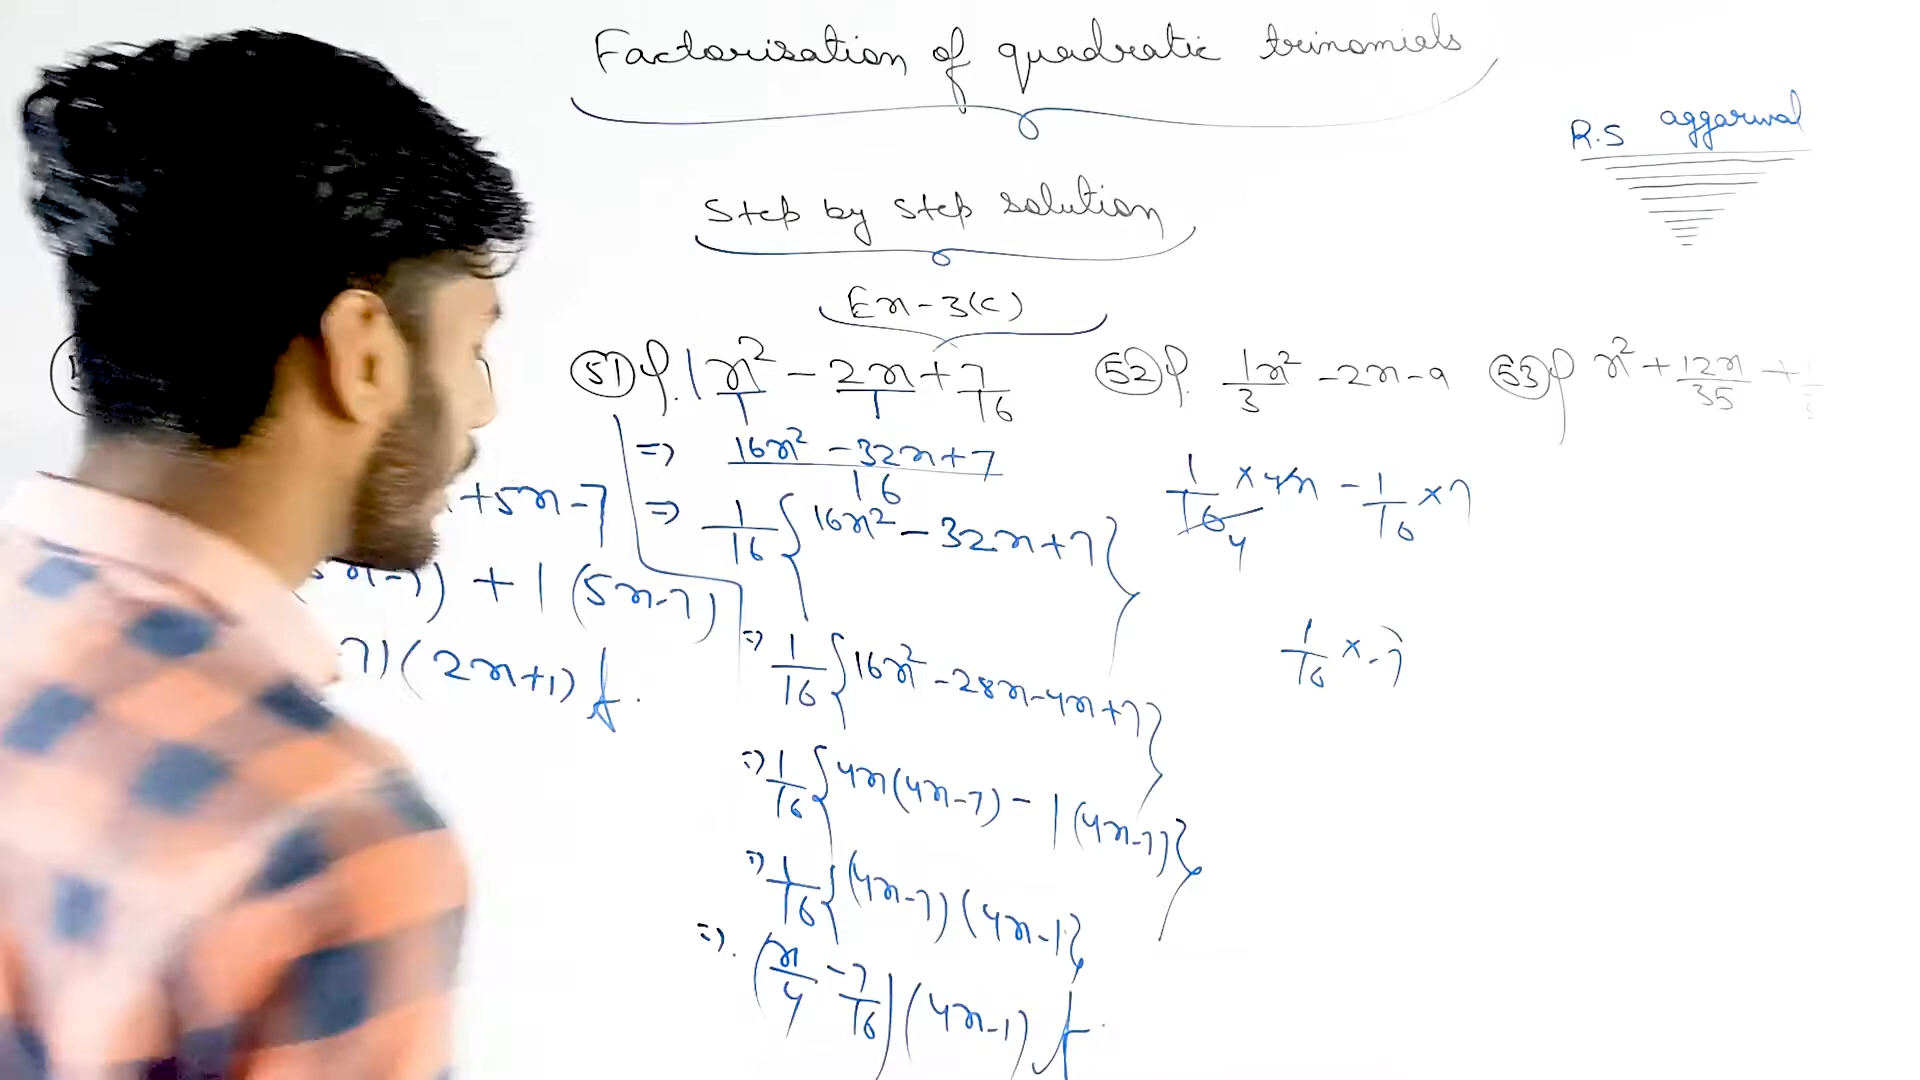 Factorisation of quadratic trinomials
R.S aggarwal
Step by step solution
Ex-3(c)
51) 1x²/1 - 2x/1 + 7/16
52) 1x²/3 - 2x - 9
53) x² + 12x/35 +
=> 16x² - 32x + 7 / 16
=> 1/16 {16x² - 32x + 7}
=> 1/16 {16x² - 28x - 4x + 7}
=> 1/16 {4x(4x-7) - 1(4x-7)}
=> 1/16 {(4x-7)(4x-1)}
=> (x/4 - 7/16)(4x-1)
1/16 × 4x - 1/16 × 7
4
1/16 × -7
+5x-7
) + 1(5x-7)
7)(2x+1)